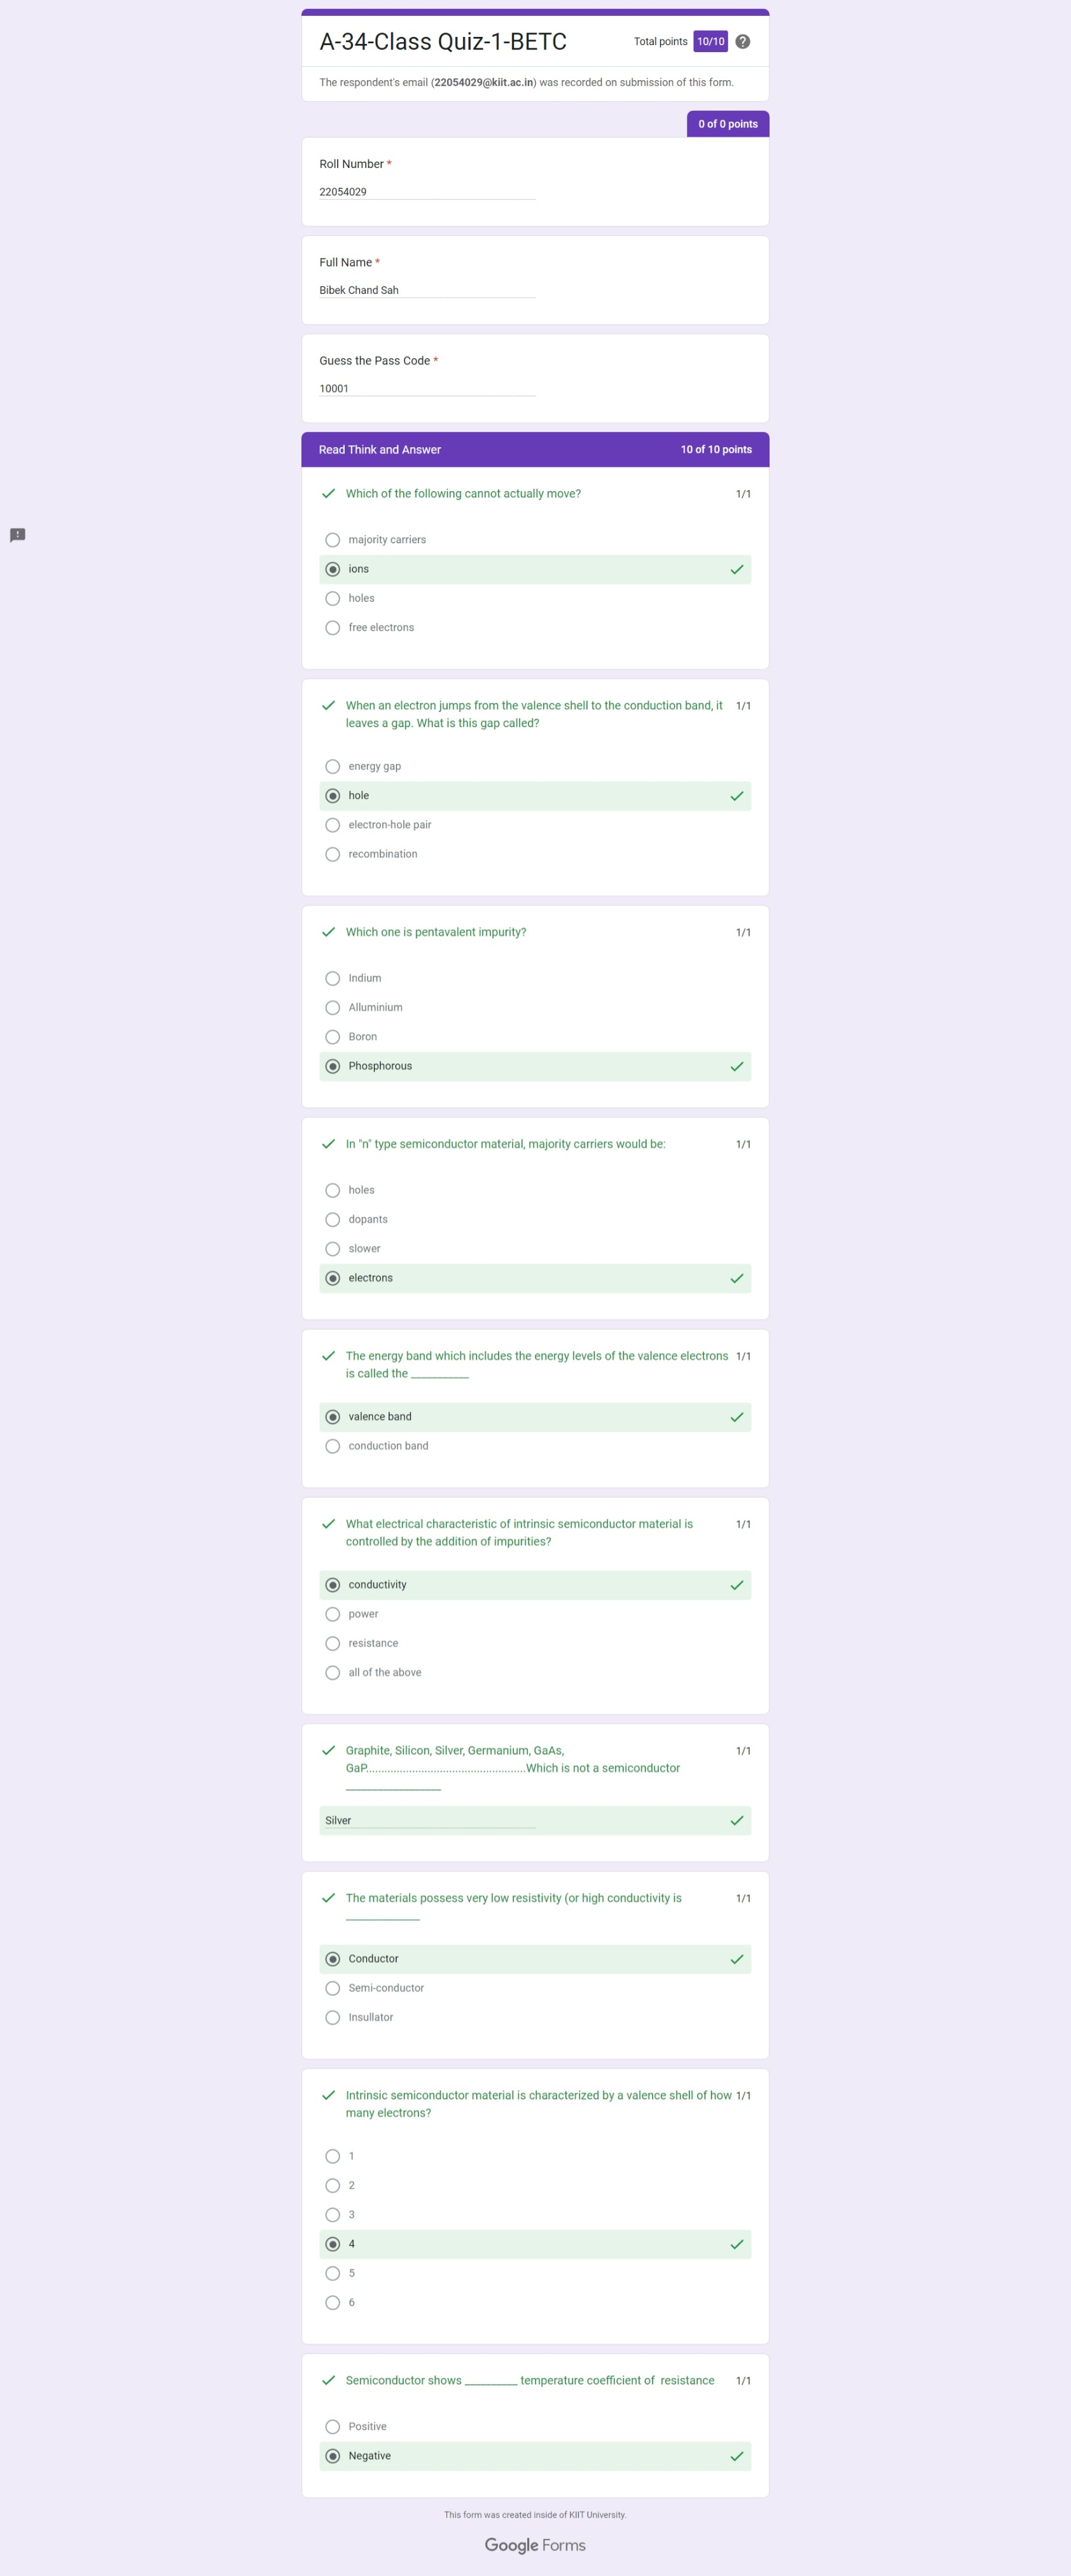 A-34-Class Quiz-1-BETC
Total points 10/10
The respondent's email (22054029@kiit.ac.in) was recorded on submission of this form.
0 of 0 points
Roll Number *
22054029
Full Name *
Bibek Chand Sah
Guess the Pass Code *
10001
Read Think and Answer 10 of 10 points
Which of the following cannot actually move? 1/1
majority carriers
ions
holes
free electrons
When an electron jumps from the valence shell to the conduction band, it 1/1
leaves a gap. What is this gap called?
energy gap
hole
electron-hole pair
recombination
Which one is pentavalent impurity? 1/1
Indium
Alluminium
Boron
Phosphorous
In "n" type semiconductor material, majority carriers would be: 1/1
holes
dopants
slower
electrons
The energy band which includes the energy levels of the valence electrons 1/1
is called the __________
valence band
conduction band
What electrical characteristic of intrinsic semiconductor material is 1/1
controlled by the addition of impurities?
conductivity
power
resistance
all of the above
Graphite, Silicon, Silver, Germanium, GaAs, 1/1
GaP....................................................Which is not a semiconductor
__________________
Silver
The materials possess very low resistivity (or high conductivity is 1/1
______________
Conductor
Semi-conductor
Insullator
Intrinsic semiconductor material is characterized by a valence shell of how 1/1
many electrons?
1
2
3
4
5
6
Semiconductor shows _________ temperature coefficient of  resistance 1/1
Positive
Negative
This form was created inside of KIIT University.
Google Forms